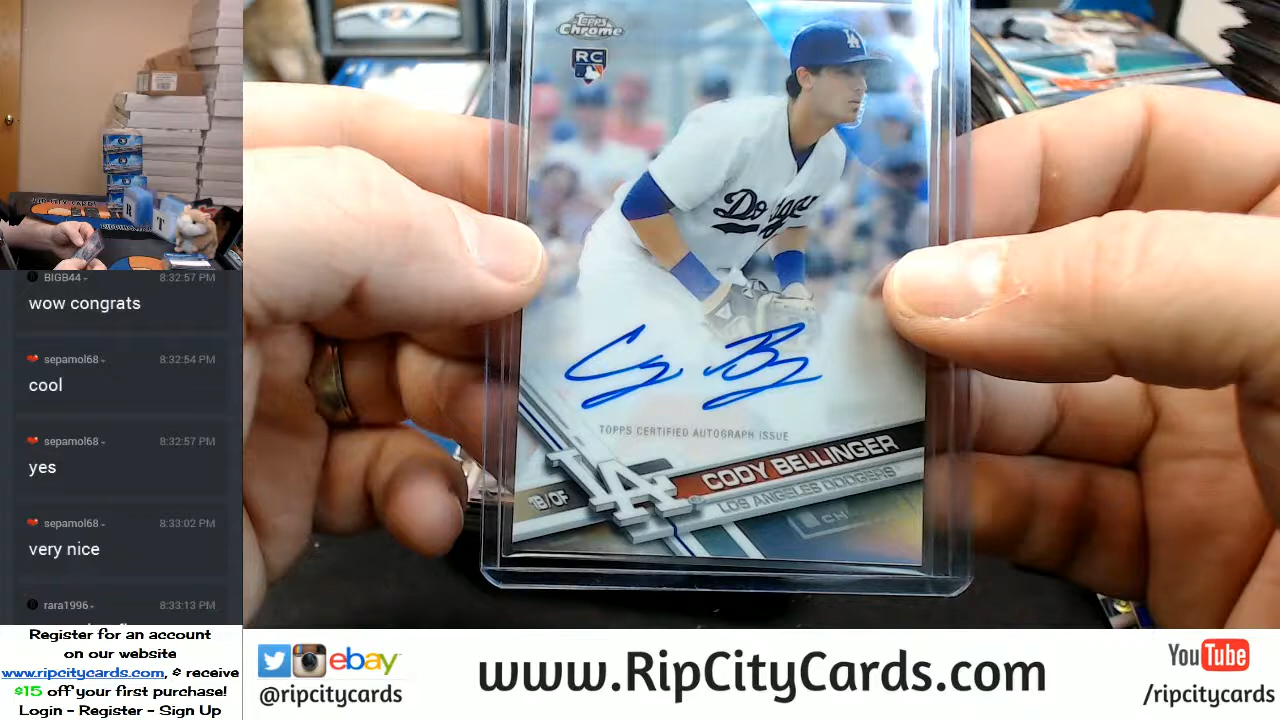 Topps
Chrome
RC
LA
Dodgers
TOPPS CERTIFIED AUTOGRAPH ISSUE
LA
1B/OF
CODY BELLINGER
LOS ANGELES DODGERS
R
T
BIGB44 8:32:57 PM
wow congrats
sepamol68 8:32:54 PM
cool
sepamol68 8:32:57 PM
yes
sepamol68 8:33:02 PM
very nice
rara1996 8:33:13 PM
Register for an account
on our website
www.ripcitycards.com, & receive
$15 off your first purchase!
Login - Register - Sign Up
ebay
@ripcitycards
www.RipCityCards.com
YouTube
/ripcitycards